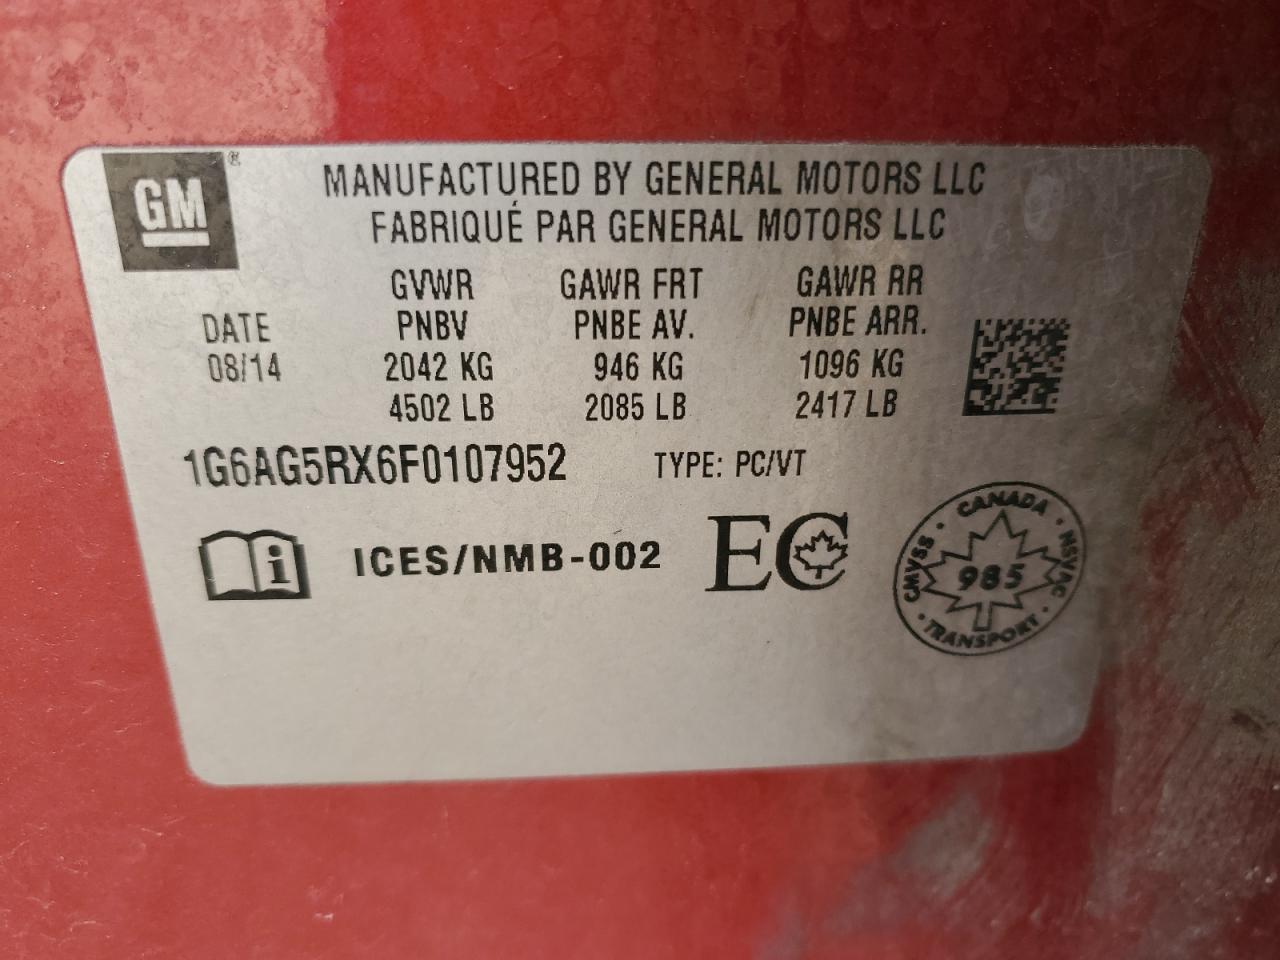 GM
MANUFACTURED BY GENERAL MOTORS LLC
FABRIQUÉ PAR GENERAL MOTORS LLC
GVWR GAWR FRT GAWR RR
DATE PNBV PNBE AV. PNBE ARR.
08/14 2042 KG 946 KG 1096 KG
4502 LB 2085 LB 2417 LB
1G6AG5RX6F0107952 TYPE: PC/VT
i ICES/NMB-002 EC
CANADA
CMVSS 985 NSVAC
TRANSPORT